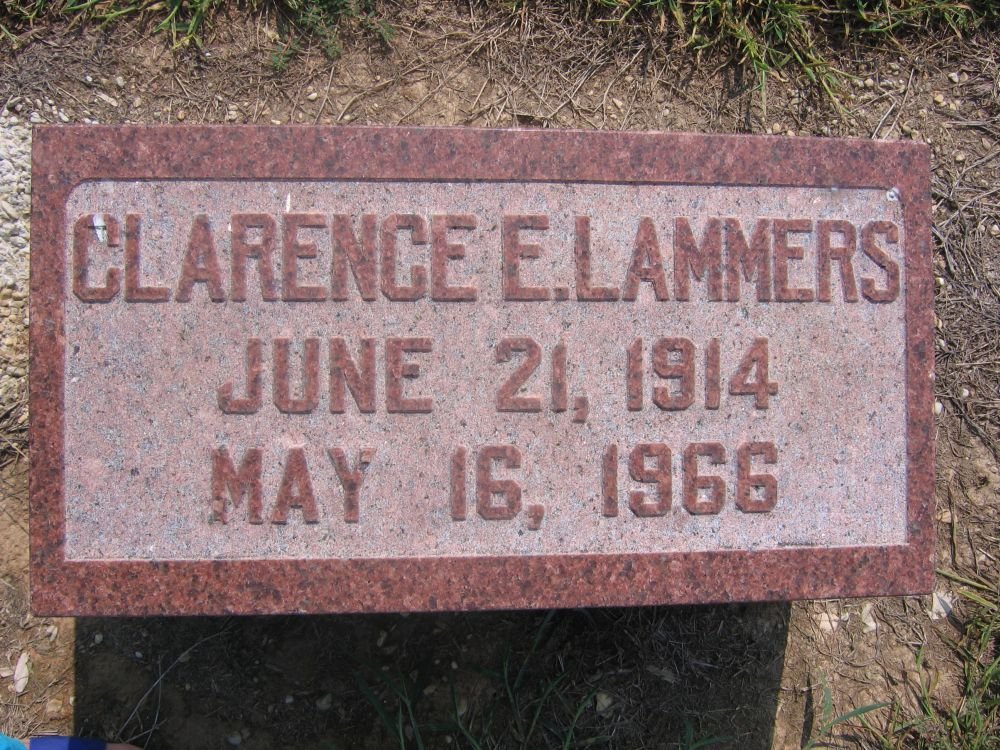 CLARENCE E. LAMMERS
JUNE 21, 1914
MAY 16, 1966